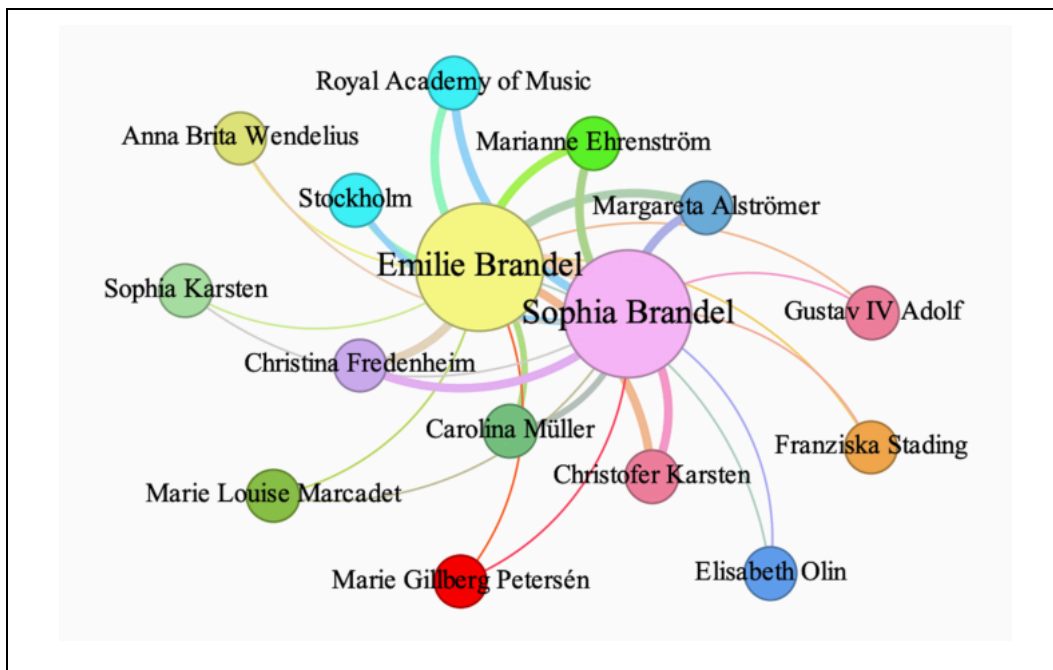 Royal Academy of Music
Anna Brita Wendelius
Marianne Ehrenström
Stockholm
Margareta Alströmer
Emilie Brandel
Sophia Karsten
Sophia Brandel
Gustav IV Adolf
Christina Fredenheim
Carolina Müller
Franziska Stading
Christofer Karsten
Marie Louise Marcadet
Elisabeth Olin
Marie Gillberg Petersén